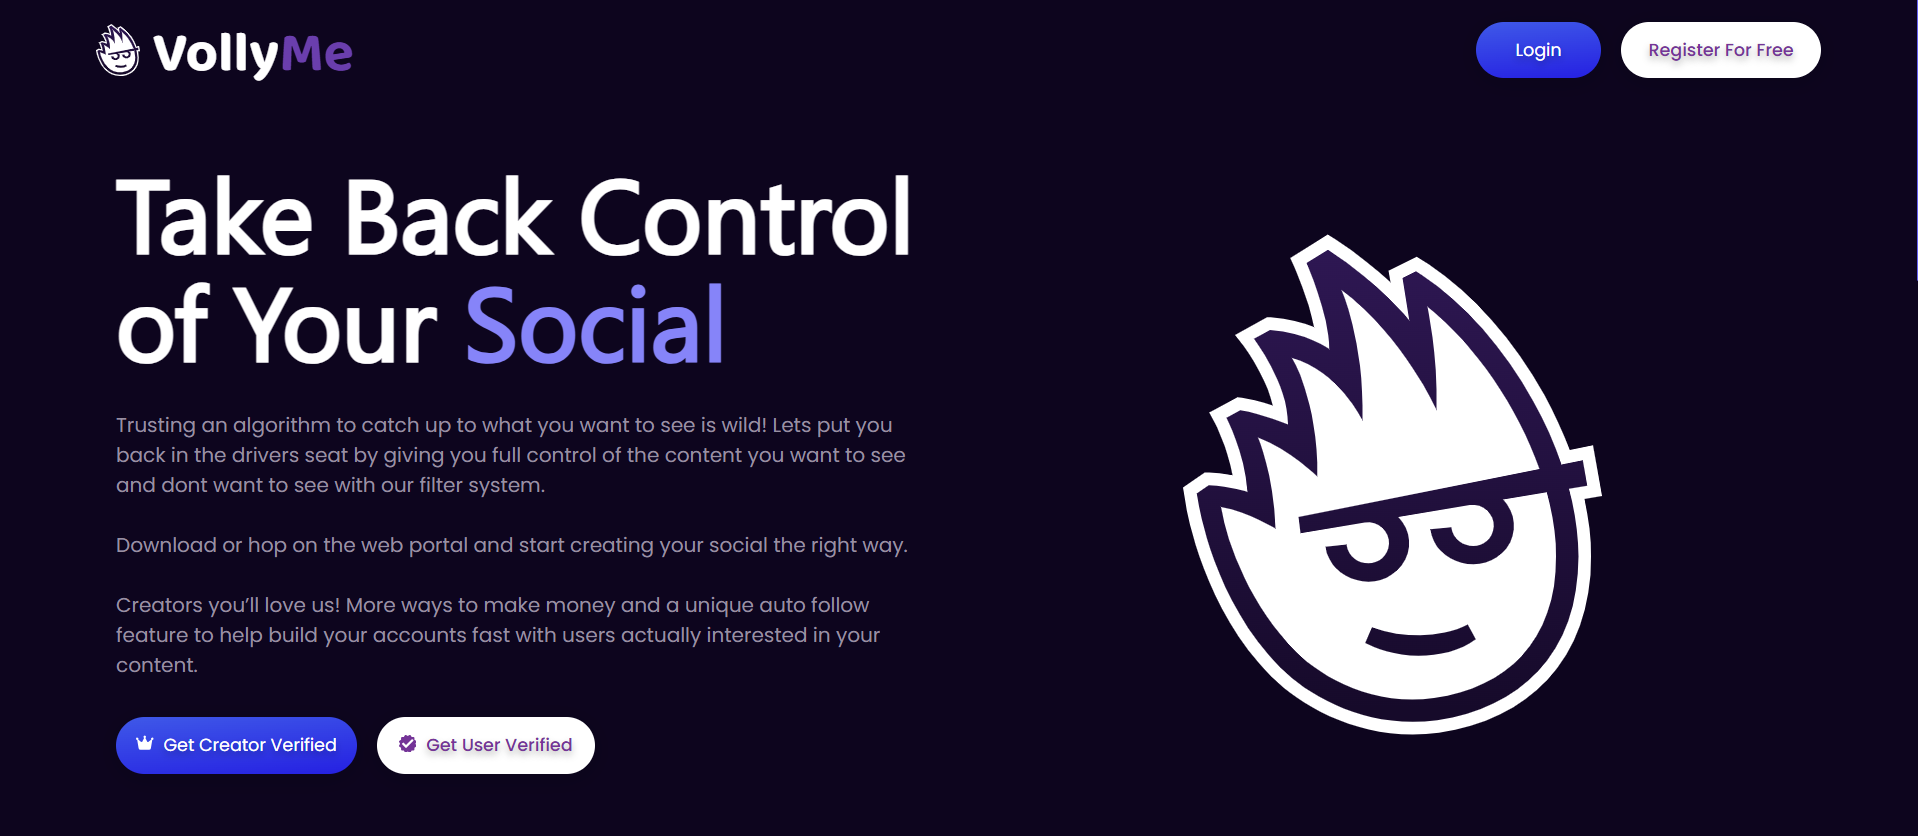 VollyMe
Login
Register For Free
Take Back Control
of Your Social
Trusting an algorithm to catch up to what you want to see is wild! Lets put you
back in the drivers seat by giving you full control of the content you want to see
and dont want to see with our filter system.
Download or hop on the web portal and start creating your social the right way.
Creators you’ll love us! More ways to make money and a unique auto follow
feature to help build your accounts fast with users actually interested in your
content.
Get Creator Verified
Get User Verified